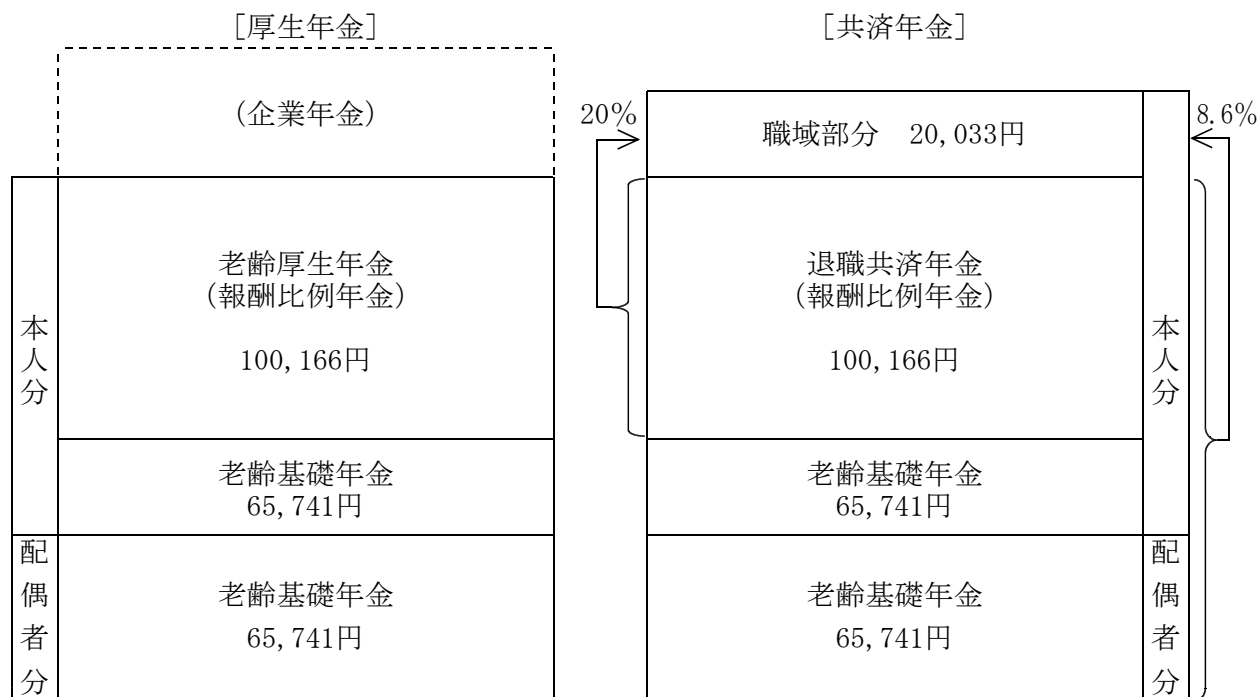 [厚生年金]
(企業年金)
本人分
老齢厚生年金
(報酬比例年金)
100,166円
老齢基礎年金
65,741円
配偶者分
老齢基礎年金
65,741円
[共済年金]
20%
職域部分 20,033円
8.6%
退職共済年金
(報酬比例年金)
100,166円
本人分
老齢基礎年金
65,741円
老齢基礎年金
65,741円
配偶者分